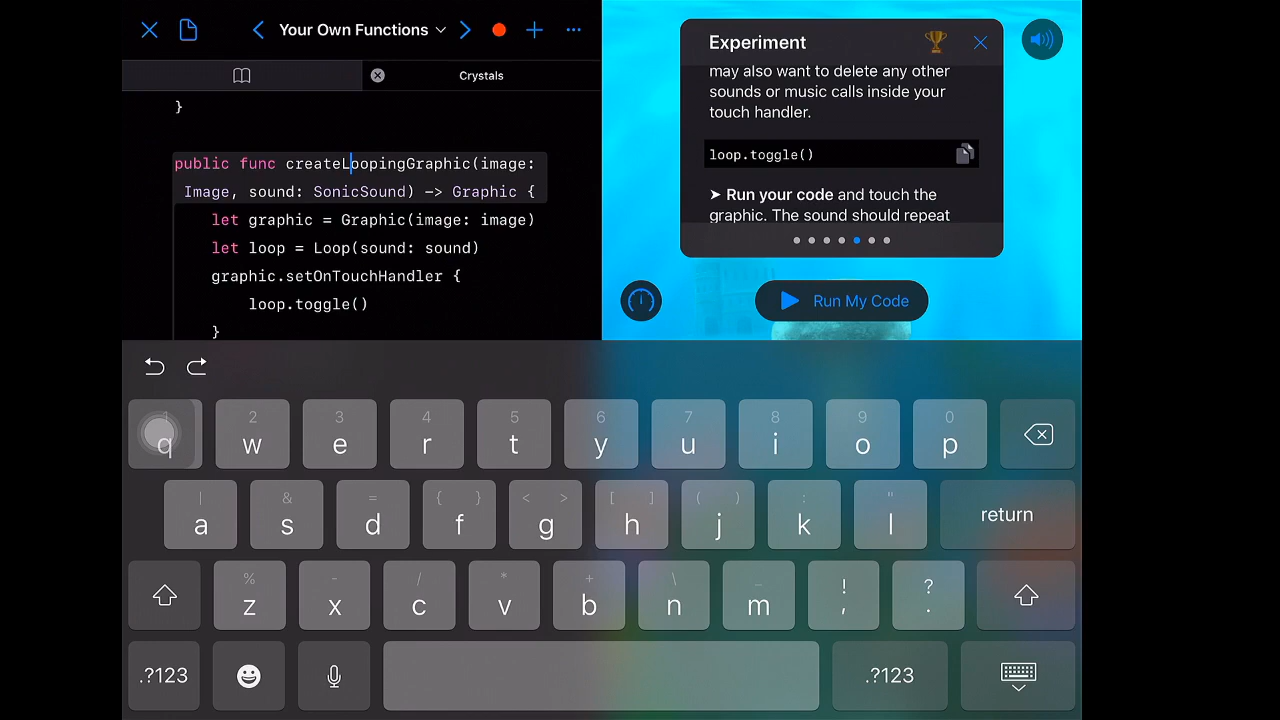 Your Own Functions
Crystals
}
public func createLoopingGraphic(image:
Image, sound: SonicSound) -> Graphic {
let graphic = Graphic(image: image)
let loop = Loop(sound: sound)
graphic.setOnTouchHandler {
loop.toggle()
}
Experiment
may also want to delete any other
sounds or music calls inside your
touch handler.
loop.toggle()
➤ Run your code and touch the
graphic. The sound should repeat
Run My Code
1 2 3 4 5 6 7 8 9 0
q w e r t y u i o p
| & = { } < > [ ] ( ) : "
a s d f g h j k l return
% - / * + \ _ ! ?
z x c v b n m , .
.?123 .?123